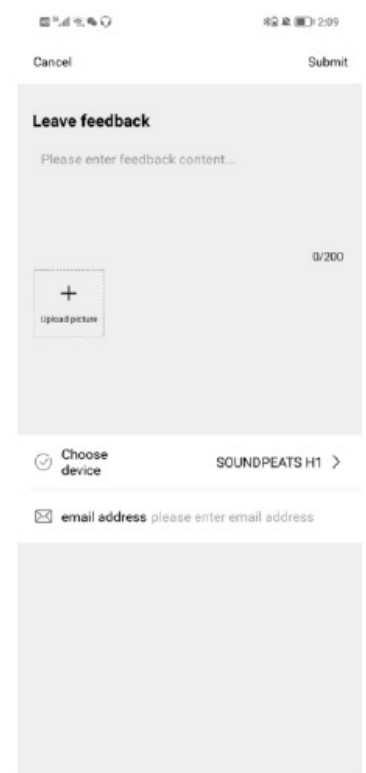 2:09
Cancel Submit
Leave feedback
Please enter feedback content...
0/200
Upload picture
Choose
device
SOUNDPEATS H1
email address please enter email address